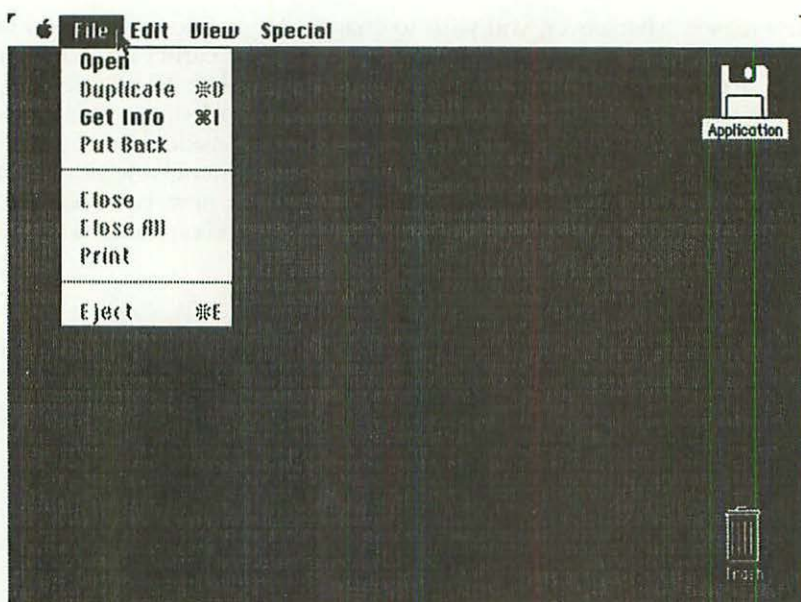 File Edit View Special
Open
Duplicate ⌘D
Get Info ⌘I
Put Back
Close
Close All
Print
Eject ⌘E
Application
Trash